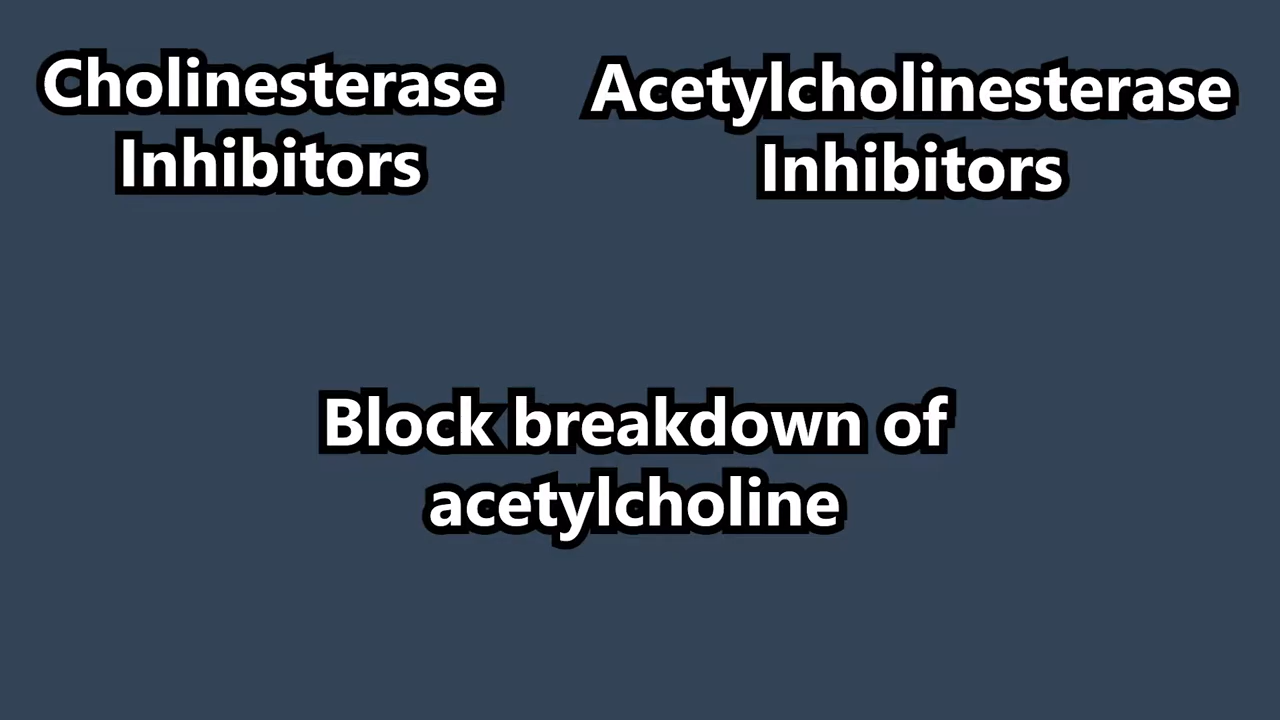 Cholinesterase
Inhibitors
Acetylcholinesterase
Inhibitors
Block breakdown of
acetylcholine